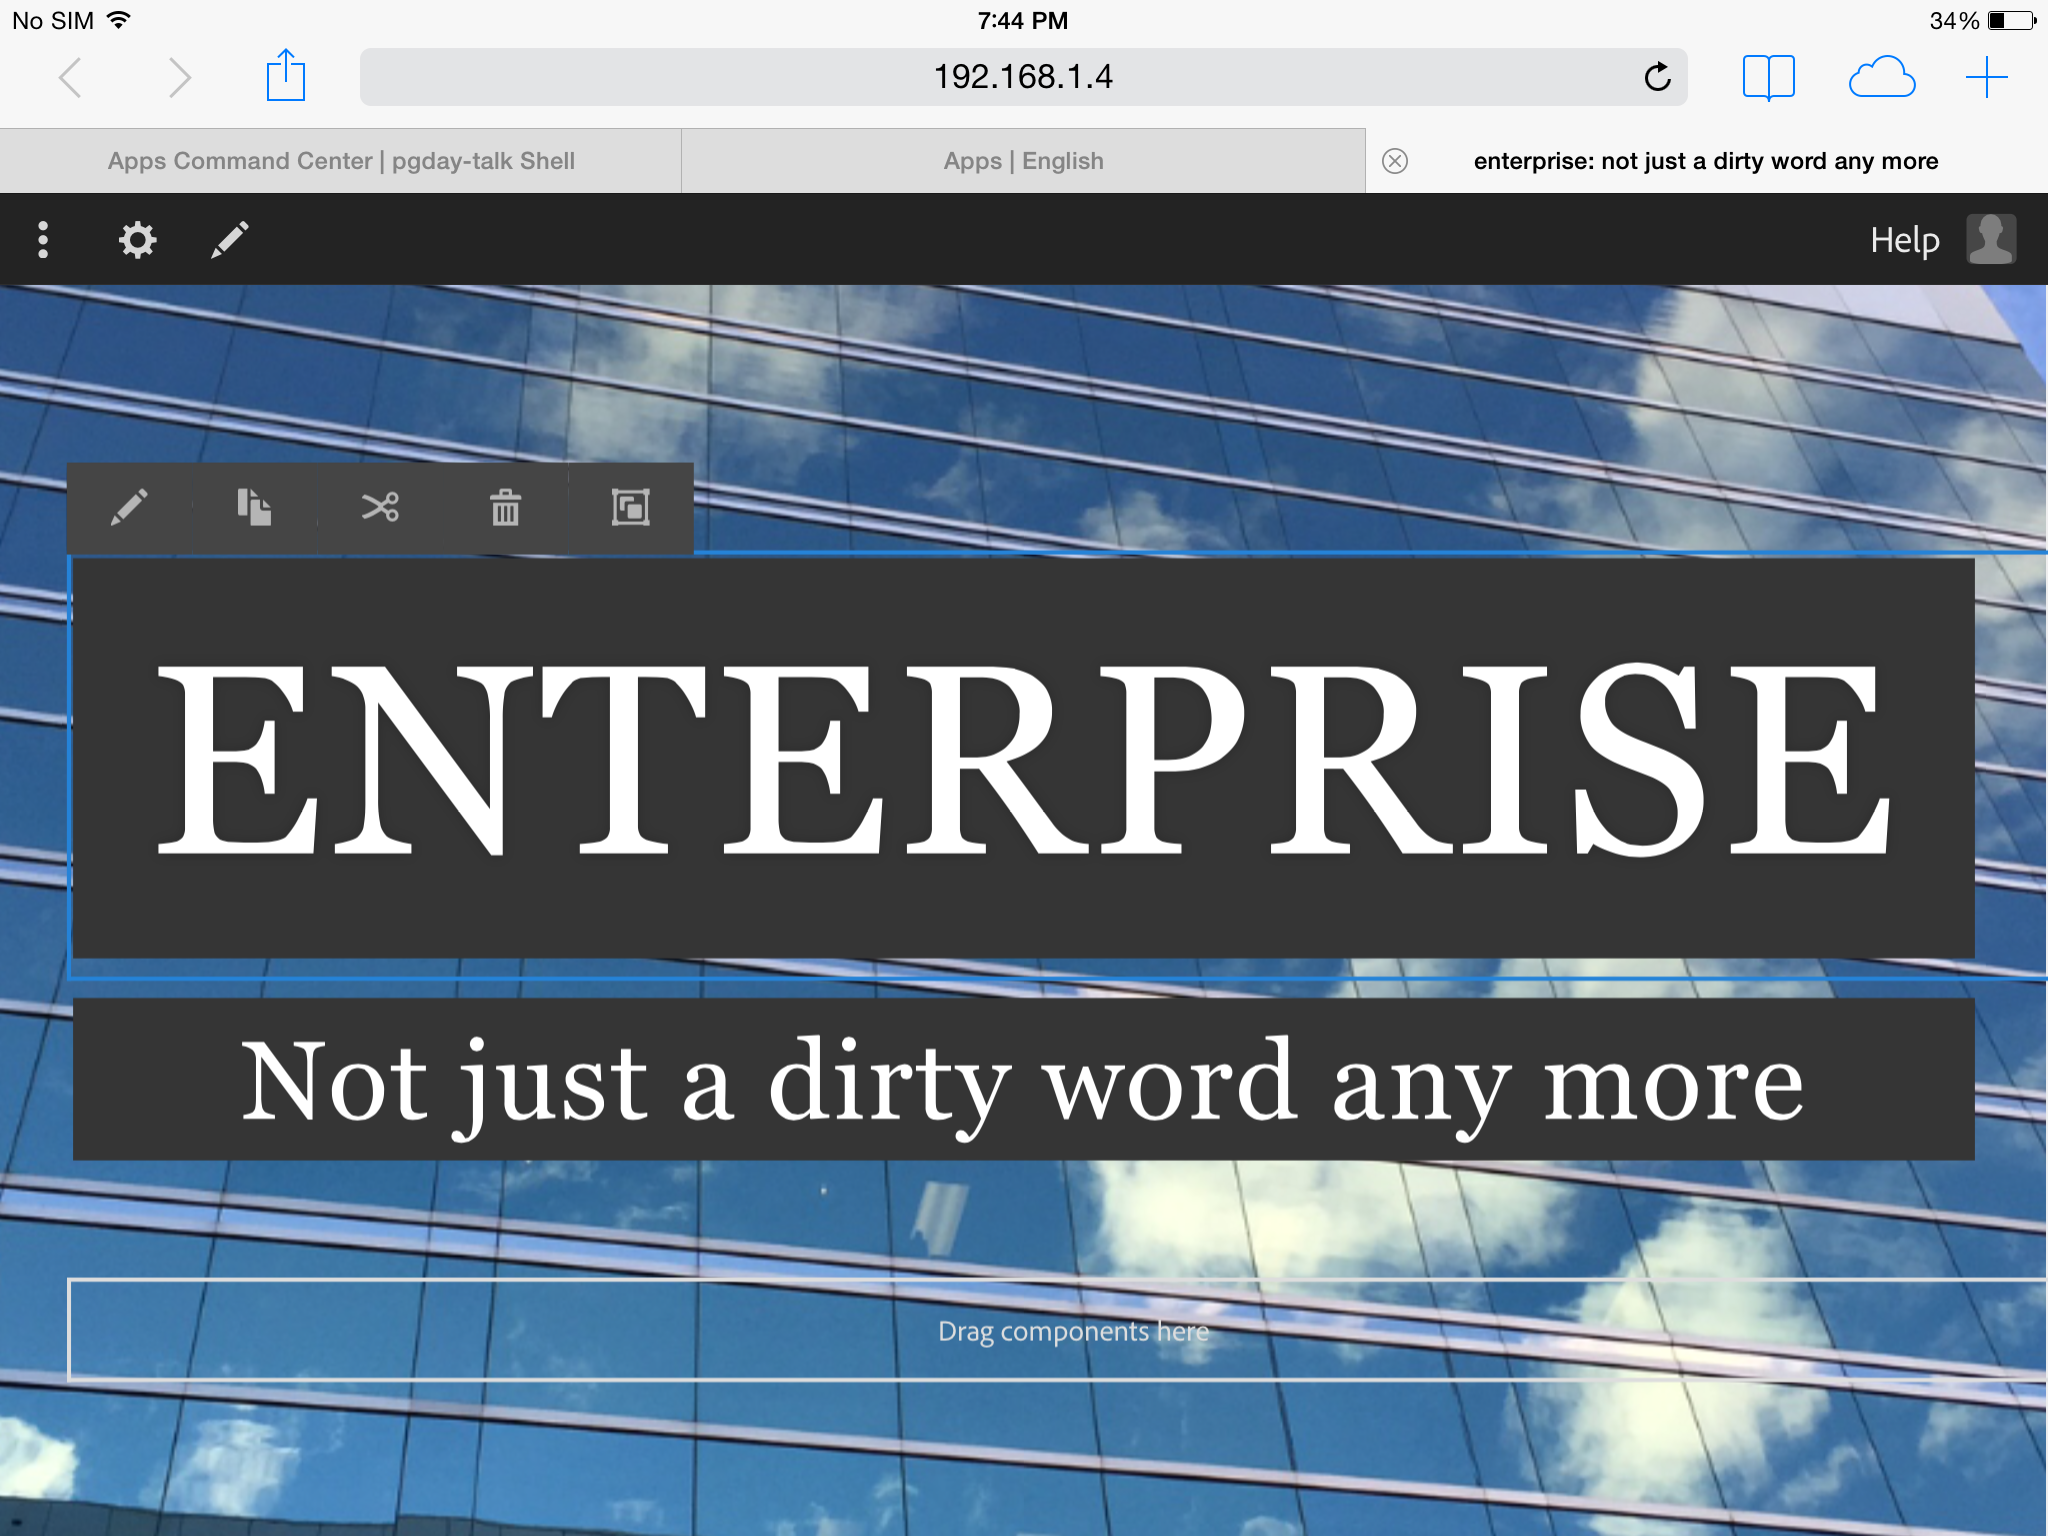 No SIM 7:44 PM 34%
192.168.1.4
Apps Command Center | pgday-talk Shell Apps | English enterprise: not just a dirty word any more
Help
ENTERPRISE
Not just a dirty word any more
Drag components here